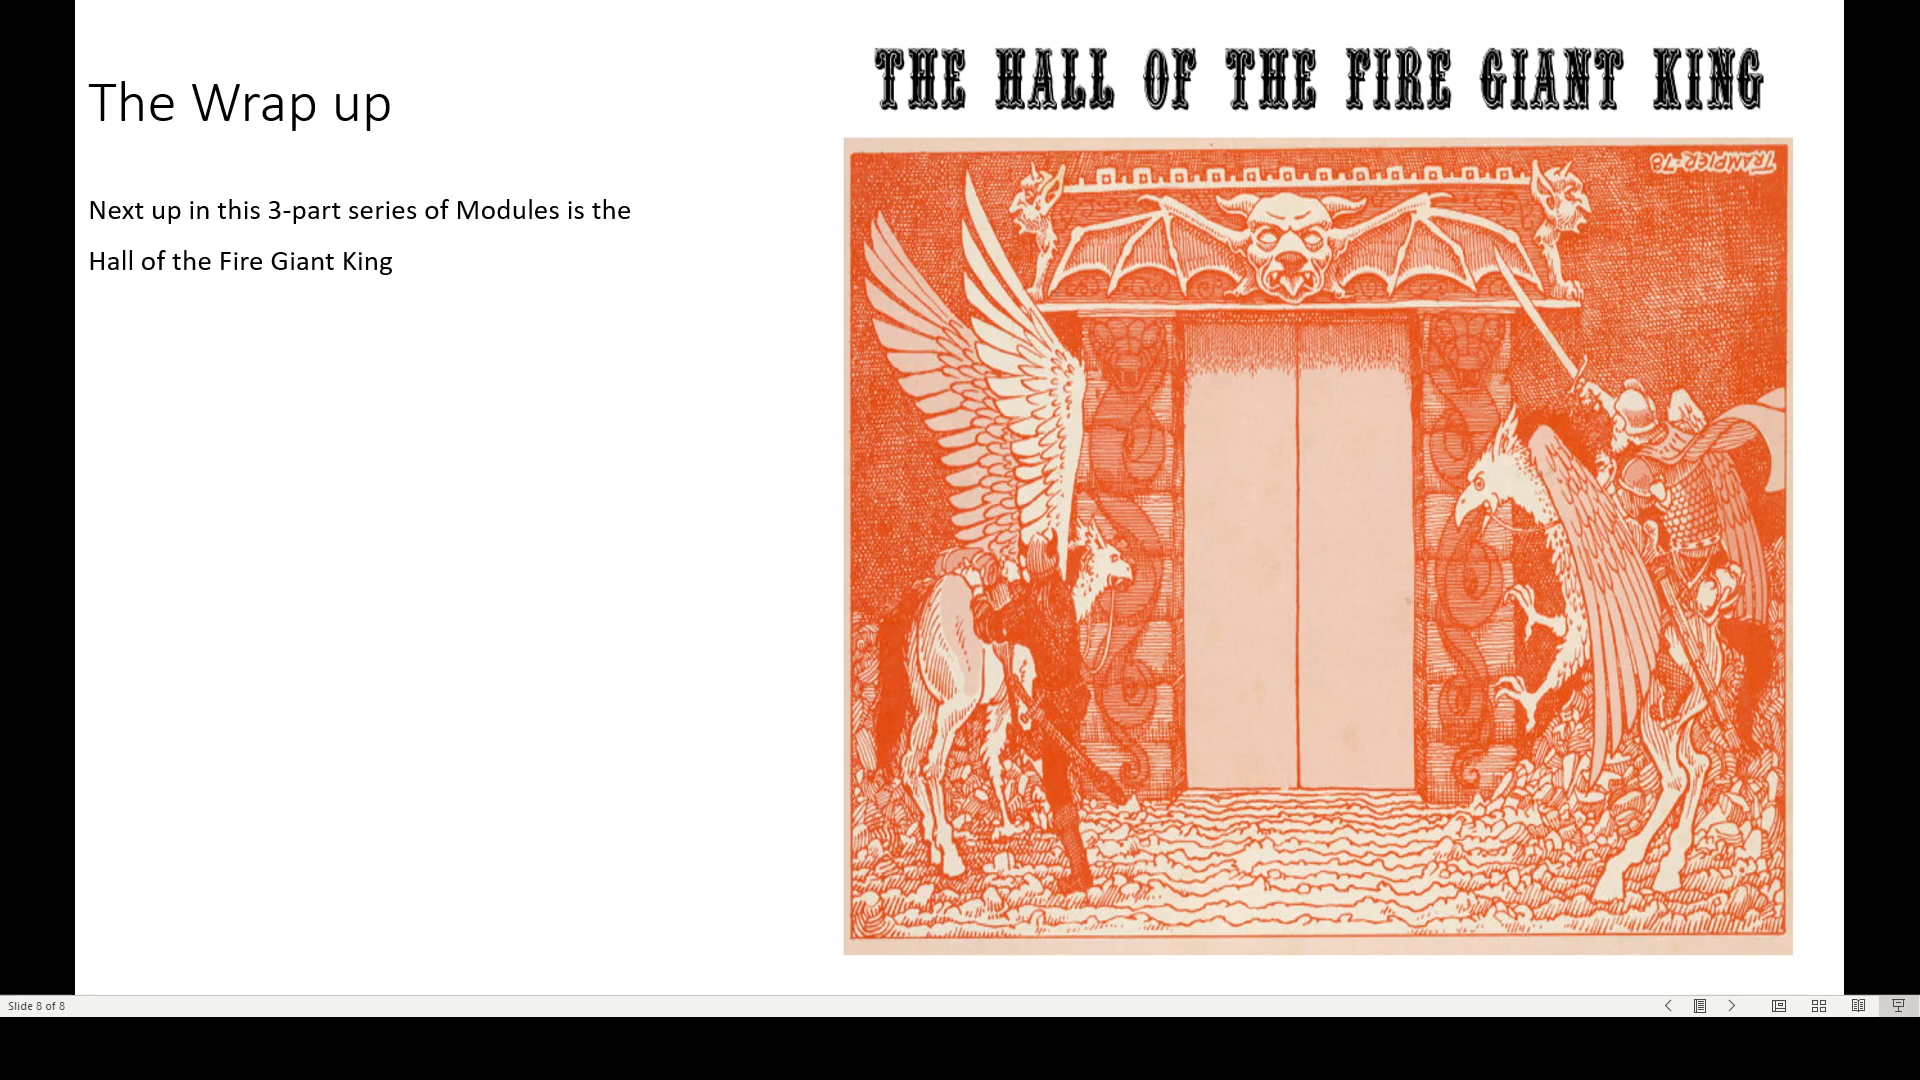 The Wrap up
Next up in this 3-part series of Modules is the
Hall of the Fire Giant King
THE HALL OF THE FIRE GIANT KING
TRAMPIER-78
Slide 8 of 8